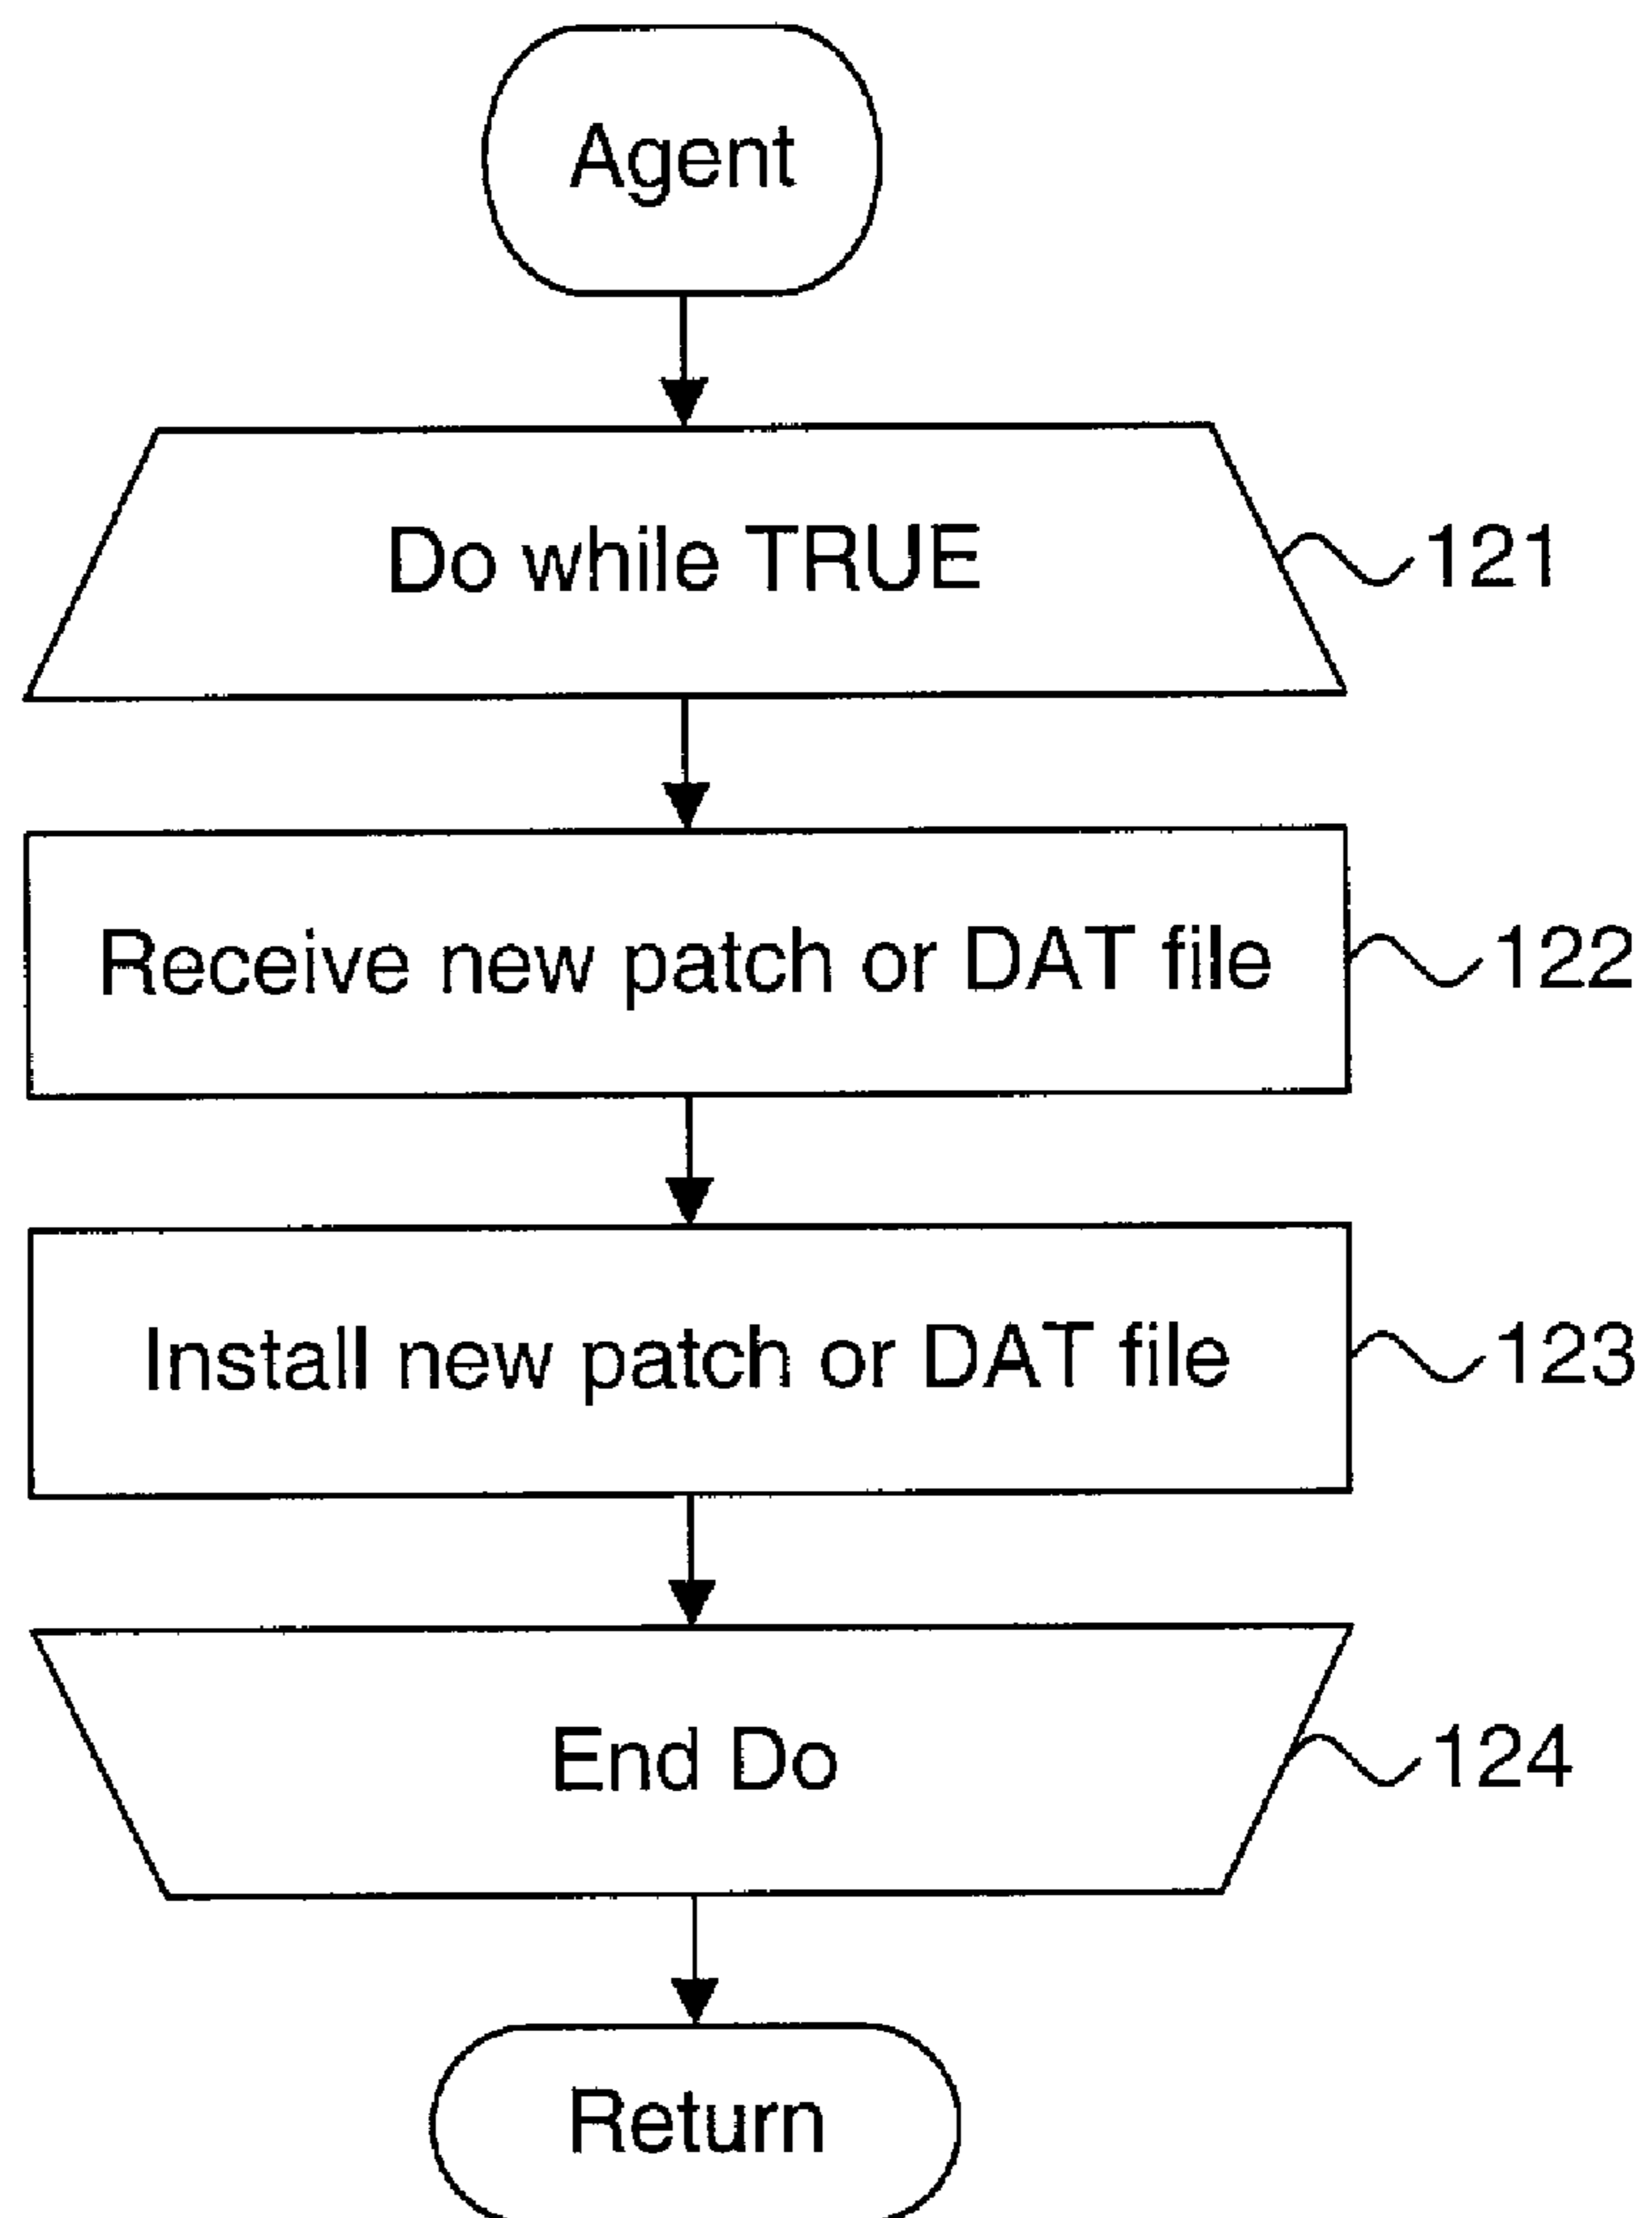 Agent
Do while TRUE
121
Receive new patch or DAT file
122
Install new patch or DAT file
123
End Do
124
Return